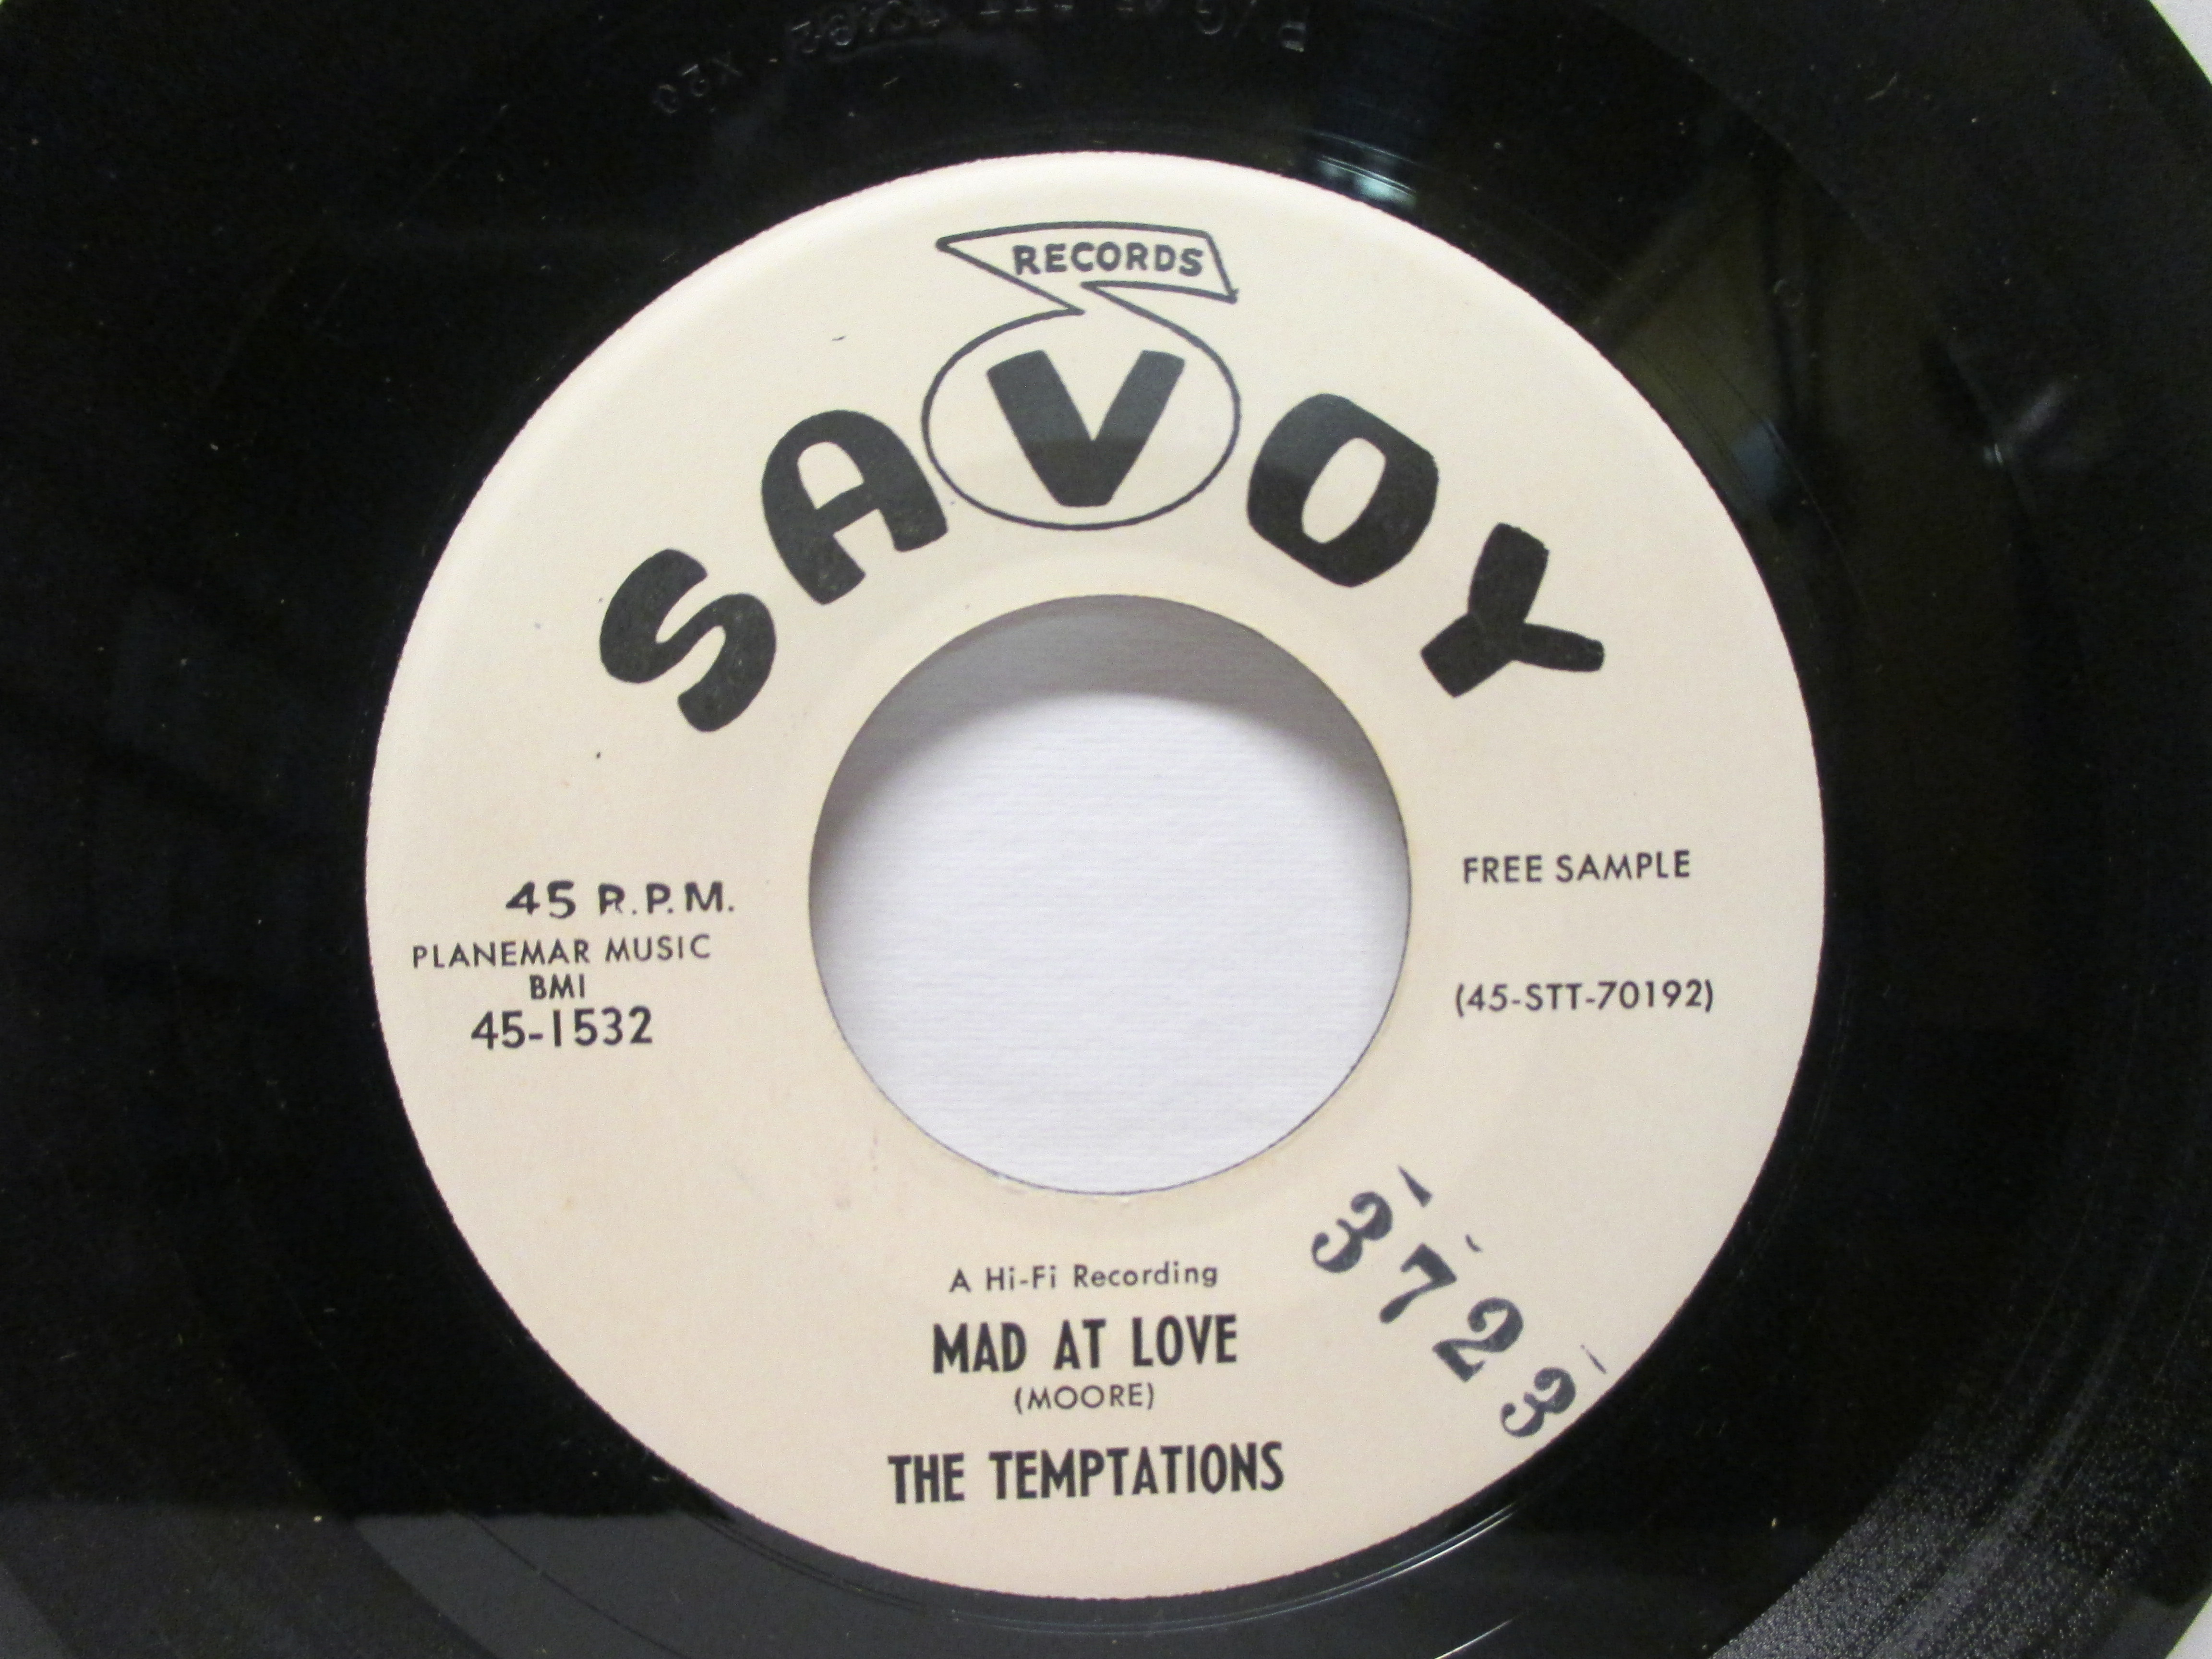 RECORDS
SAVOY
45 R.P.M.
PLANEMAR MUSIC
BMI
45-1532
FREE SAMPLE
(45-STT-70192)
A Hi-Fi Recording
MAD AT LOVE
(MOORE)
THE TEMPTATIONS
3723